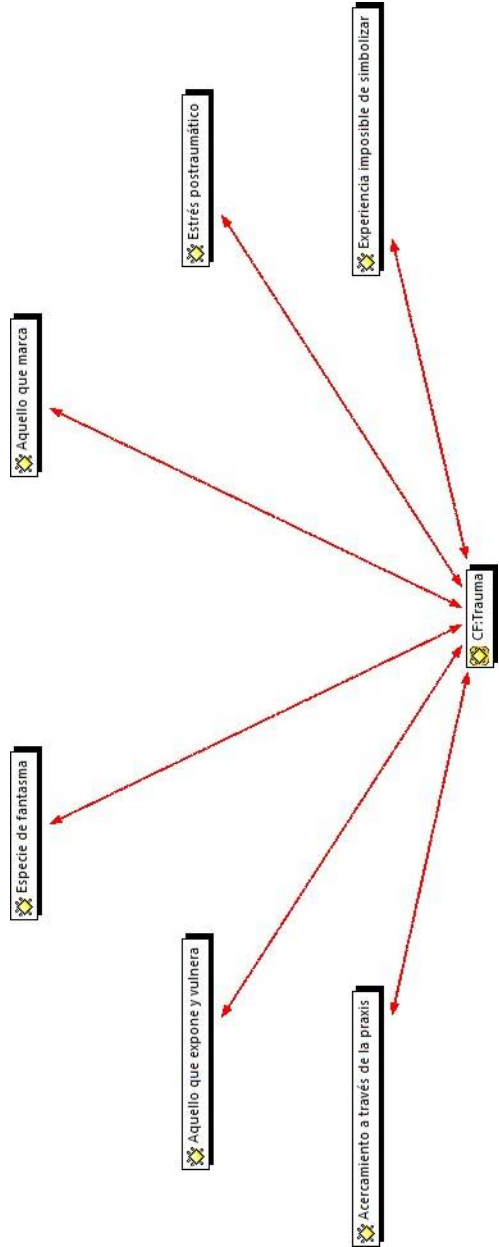 Acercamiento a través de la praxis
Aquello que expone y vulnera
Especie de fantasma
Aquello que marca
Estrés postraumático
Experiencia imposible de simbolizar
CF:Trauma